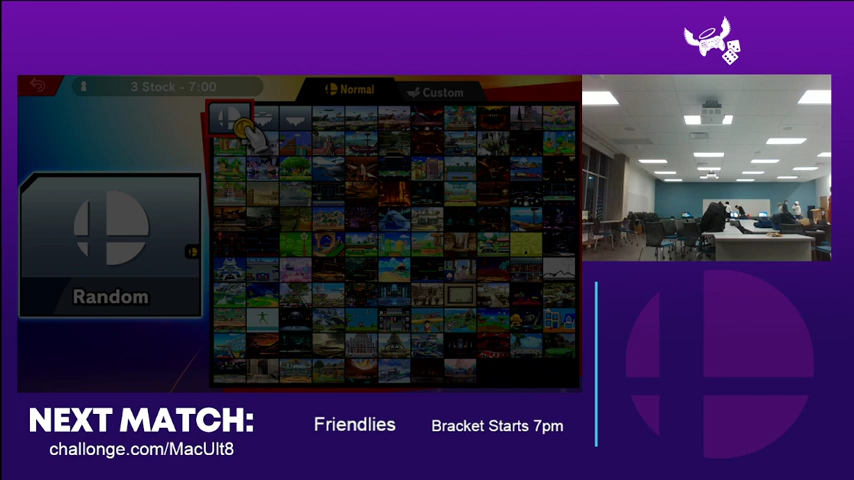 3 Stock - 7:00
Normal
Custom
Random
NEXT MATCH:
challonge.com/MacUlt8
Friendlies
Bracket Starts 7pm